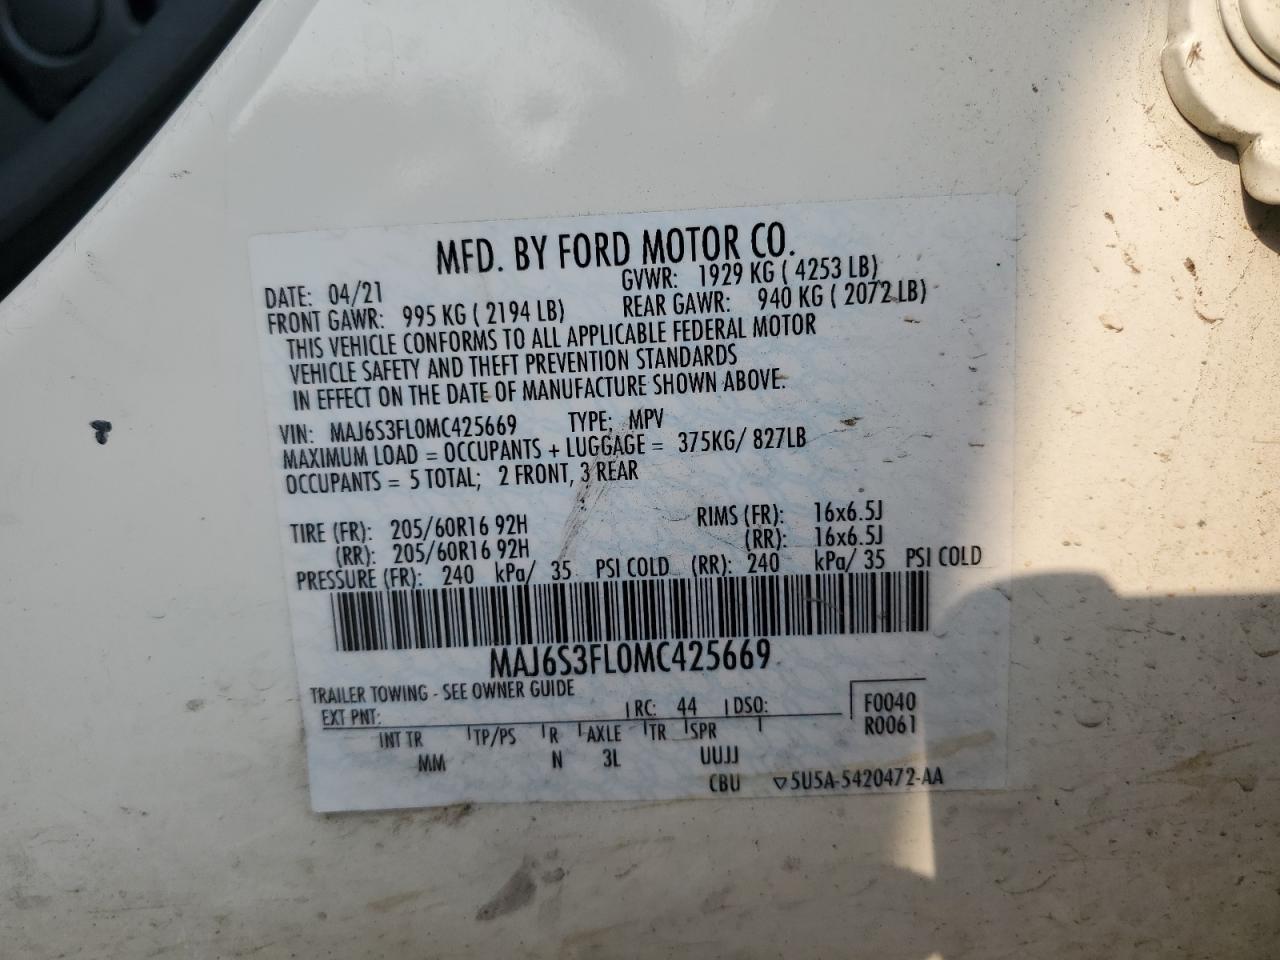 MFD. BY FORD MOTOR CO.
DATE: 04/21 GVWR: 1929 KG ( 4253 LB)
FRONT GAWR: 995 KG ( 2194 LB) REAR GAWR: 940 KG ( 2072 LB)
THIS VEHICLE CONFORMS TO ALL APPLICABLE FEDERAL MOTOR
VEHICLE SAFETY AND THEFT PREVENTION STANDARDS
IN EFFECT ON THE DATE OF MANUFACTURE SHOWN ABOVE.
VIN: MAJ6S3FL0MC425669 TYPE: MPV
MAXIMUM LOAD = OCCUPANTS + LUGGAGE = 375KG/ 827LB
OCCUPANTS = 5 TOTAL; 2 FRONT, 3 REAR
TIRE (FR): 205/60R16 92H RIMS (FR): 16x6.5J
(RR): 205/60R16 92H (RR): 16x6.5J
PRESSURE (FR): 240 kPa/ 35 PSI COLD (RR): 240 kPa/ 35 PSI COLD
MAJ6S3FL0MC425669
TRAILER TOWING - SEE OWNER GUIDE
EXT PNT: RC: 44 DSO: F0040
INT TR TP/PS R AXLE TR SPR R0061
MM N 3L UUJJ
CBU ▽5U5A-5420472-AA